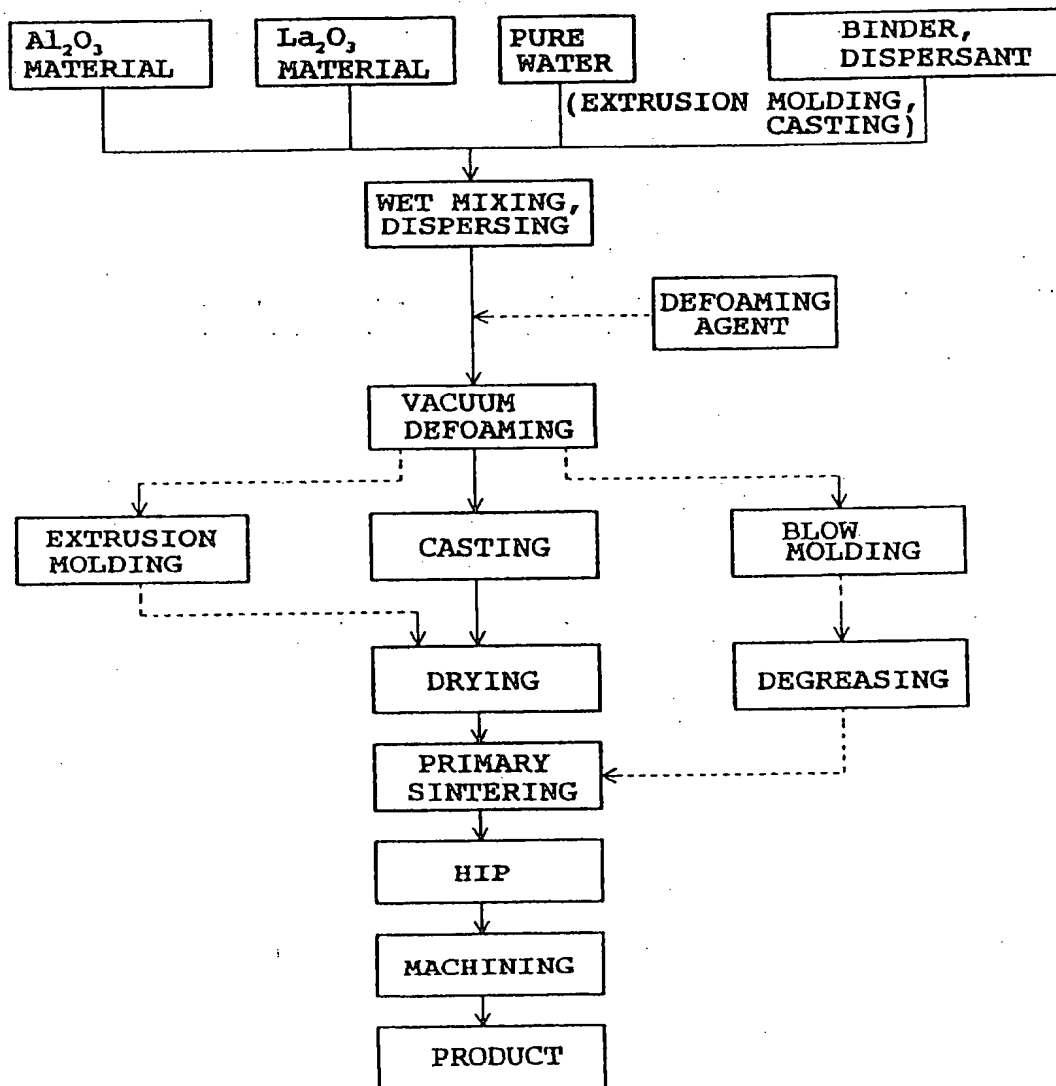 Al₂O₃
MATERIAL
La₂O₃
MATERIAL
PURE
WATER
BINDER,
DISPERSANT
(EXTRUSION MOLDING,
CASTING)
WET MIXING,
DISPERSING
DEFOAMING
AGENT
VACUUM
DEFOAMING
EXTRUSION
MOLDING
CASTING
BLOW
MOLDING
DRYING
DEGREASING
PRIMARY
SINTERING
HIP
MACHINING
PRODUCT